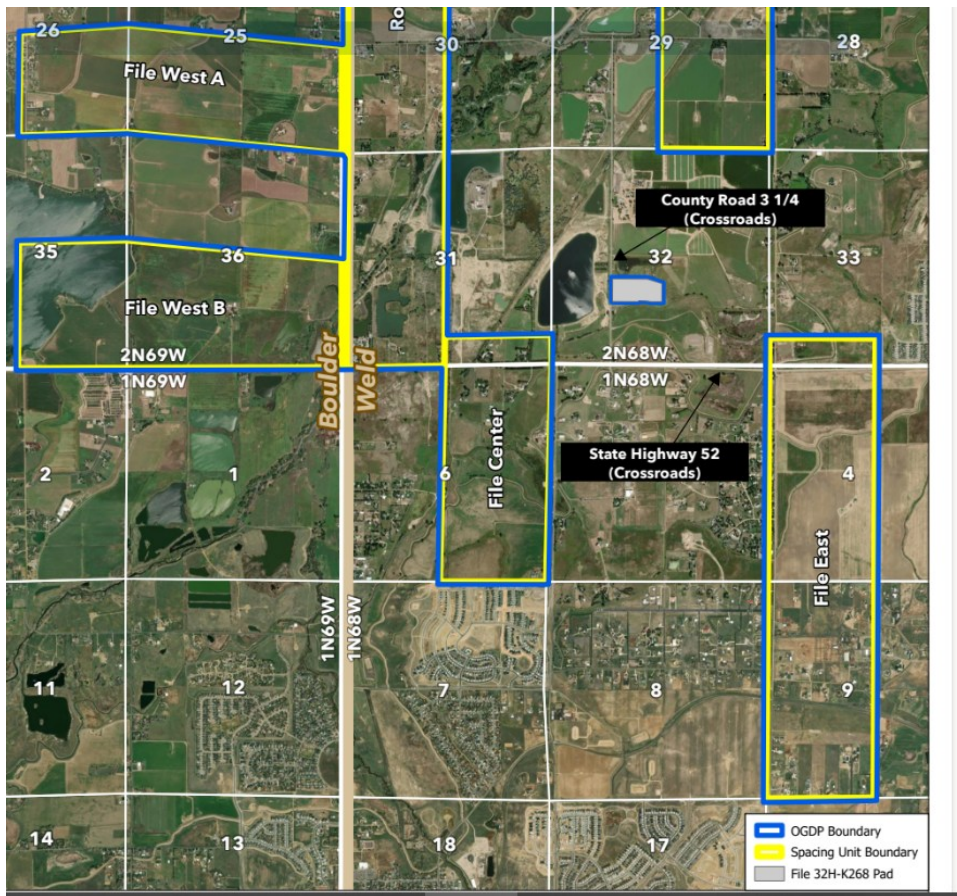 26
25
Ro
30
29
28
File West A
County Road 3 1/4
(Crossroads)
35
36
31
32
33
File West B
2N69W
1N69W
Boulder
Weld
2N68W
1N68W
State Highway 52
(Crossroads)
2
1
6
File Center
4
File East
1N69W
1N68W
11
12
7
8
9
14
13
18
17
OGDP Boundary
Spacing Unit Boundary
File 32H-K268 Pad